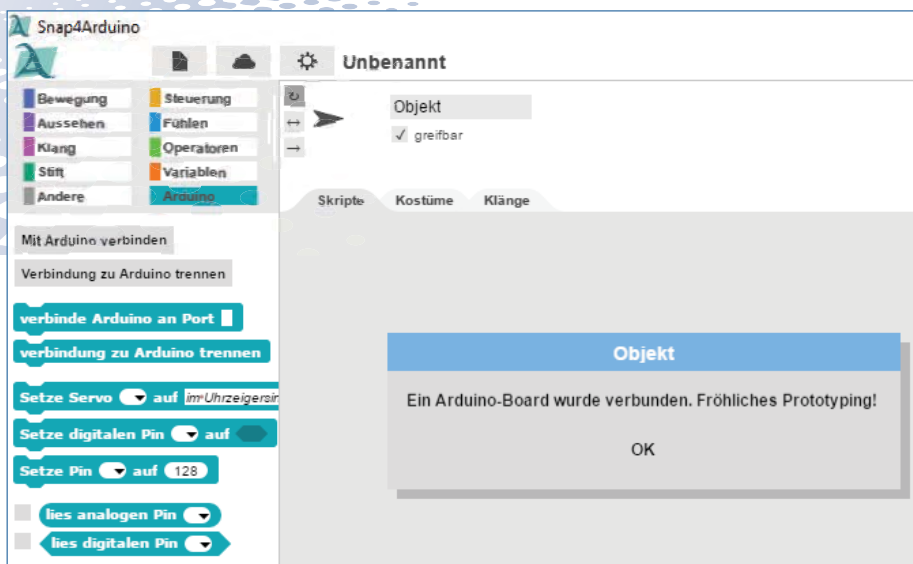 Snap4Arduino
Unbenannt
Bewegung
Steuerung
Aussehen
Fühlen
Klang
Operatoren
Stift
Variablen
Andere
Arduino
Objekt
✓ greifbar
Skripte Kostüme Klänge
Mit Arduino verbinden
Verbindung zu Arduino trennen
verbinde Arduino an Port
verbindung zu Arduino trennen
Setze Servo auf im Uhrzeigersin
Setze digitalen Pin auf
Setze Pin auf 128
lies analogen Pin
lies digitalen Pin
Objekt
Ein Arduino-Board wurde verbunden. Fröhliches Prototyping!
OK